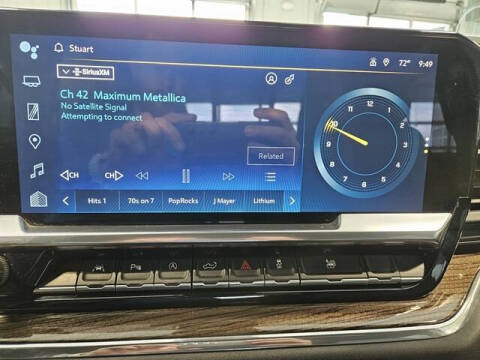 Stuart
72°
9:49
SiriusXM
Ch 42 Maximum Metallica
No Satellite Signal
Attempting to connect
Related
CH
CH
Hits 1
70s on 7
PopRocks
J Mayer
Lithium
12
1
2
3
4
5
6
7
8
9
10
11